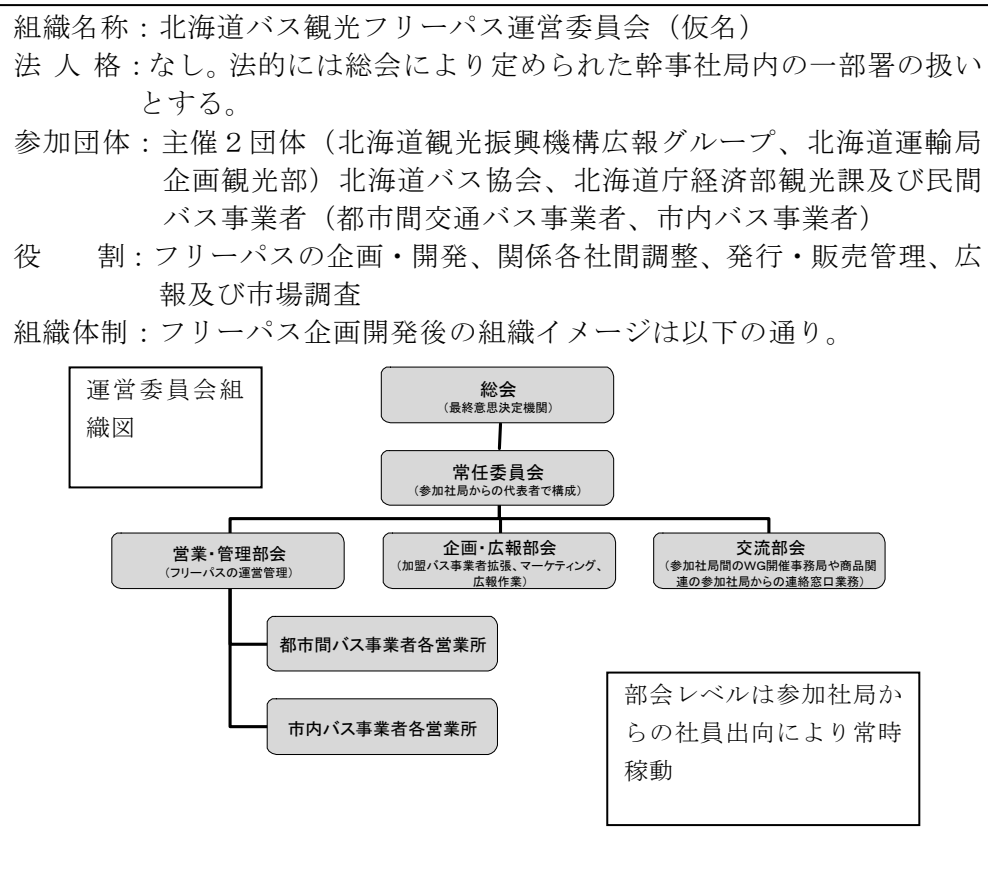 組織名称：北海道バス観光フリーパス運営委員会（仮名）
法 人 格：なし。法的には総会により定められた幹事社局内の一部署の扱い
とする。
参加団体：主催２団体（北海道観光振興機構広報グループ、北海道運輸局
企画観光部）北海道バス協会、北海道庁経済部観光課及び民間
バス事業者（都市間交通バス事業者、市内バス事業者）
役　　割：フリーパスの企画・開発、関係各社間調整、発行・販売管理、広
報及び市場調査
組織体制：フリーパス企画開発後の組織イメージは以下の通り。
運営委員会組
織図
総会
（最終意思決定機関）
常任委員会
（参加社局からの代表者で構成）
営業・管理部会
（フリーパスの運営管理）
企画・広報部会
（加盟バス事業者拡張、マーケティング、
広報作業）
交流部会
（参加社局間のWG開催事務局や商品関
連の参加社局からの連絡窓口業務）
都市間バス事業者各営業所
市内バス事業者各営業所
部会レベルは参加社局か
らの社員出向により常時
稼動